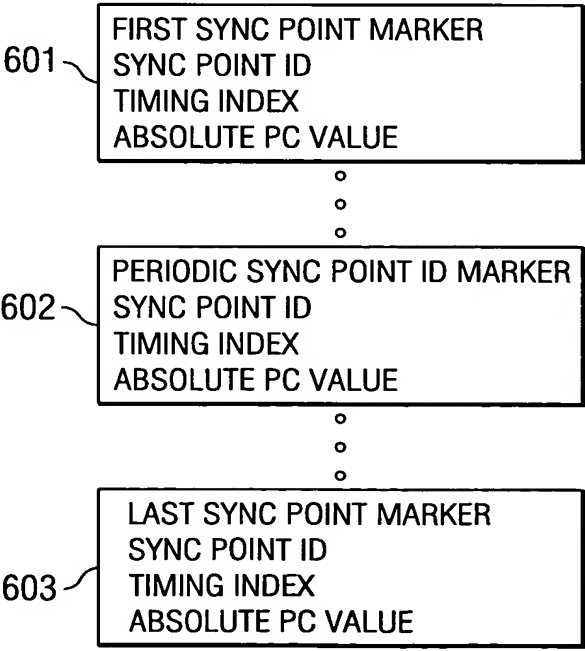 FIRST SYNC POINT MARKER
601
SYNC POINT ID
TIMING INDEX
ABSOLUTE PC VALUE
PERIODIC SYNC POINT ID MARKER
602
SYNC POINT ID
TIMING INDEX
ABSOLUTE PC VALUE
LAST SYNC POINT MARKER
SYNC POINT ID
603
TIMING INDEX
ABSOLUTE PC VALUE